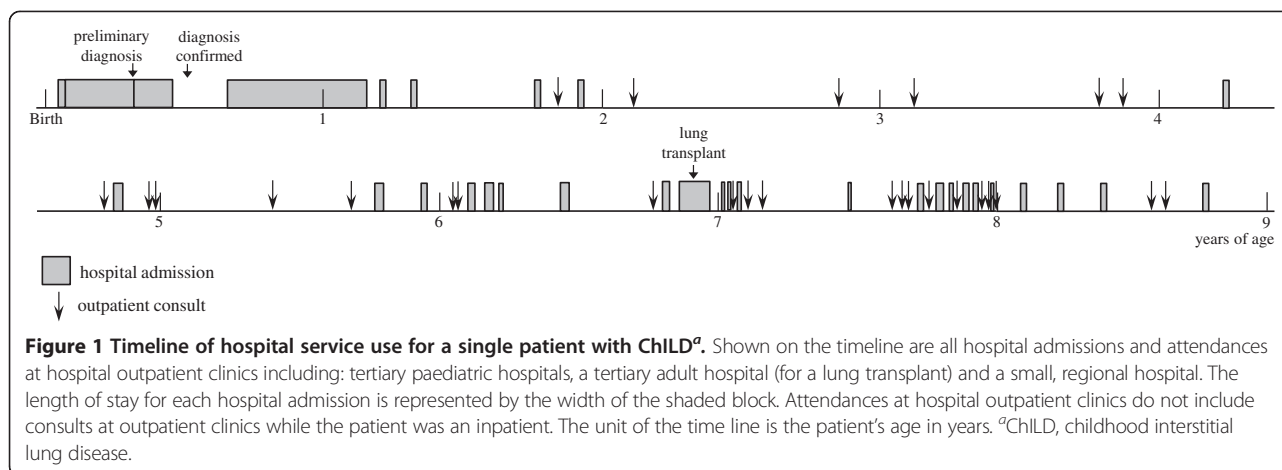 preliminary diagnosis
diagnosis confirmed
Birth 1 2 3 4
lung transplant
5 6 7 8 9
years of age
hospital admission
outpatient consult
Figure 1 Timeline of hospital service use for a single patient with ChILDa. Shown on the timeline are all hospital admissions and attendances
at hospital outpatient clinics including: tertiary paediatric hospitals, a tertiary adult hospital (for a lung transplant) and a small, regional hospital. The
length of stay for each hospital admission is represented by the width of the shaded block. Attendances at hospital outpatient clinics do not include
consults at outpatient clinics while the patient was an inpatient. The unit of the time line is the patient's age in years. aChILD, childhood interstitial
lung disease.